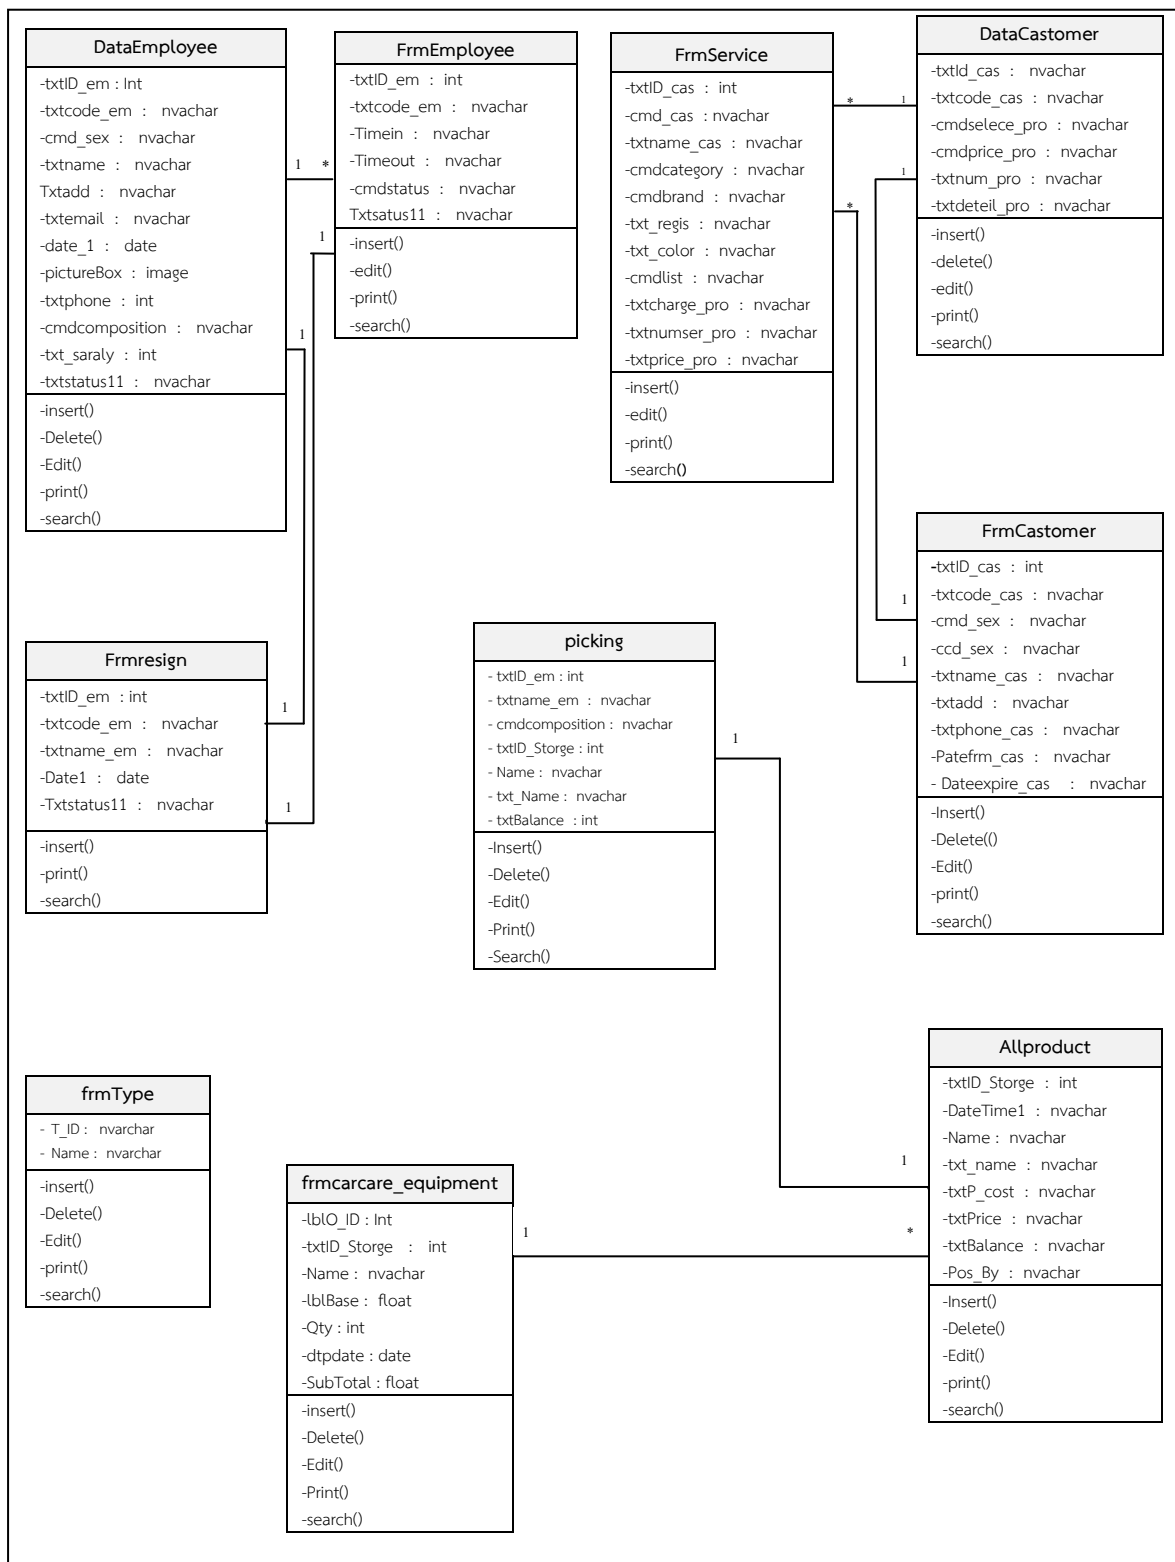 DataEmployee
-txtID_em : Int
-txtcode_em : nvachar
-cmd_sex : nvachar
-txtname : nvachar
Txtadd : nvachar
-txtemail : nvachar
-date_1 : date
-pictureBox : image
-txtphone : int
-cmdcomposition : nvachar
-txt_saraly : int
-txtstatus11 : nvachar
-insert()
-Delete()
-Edit()
-print()
-search()
1
*
1
FrmEmployee
-txtID_em : int
-txtcode_em : nvachar
-Timein : nvachar
-Timeout : nvachar
-cmdstatus : nvachar
Txtsatus11 : nvachar
-insert()
-edit()
-print()
-search()
1
FrmService
-txtID_cas : int
-cmd_cas : nvachar
-txtname_cas : nvachar
-cmdcategory : nvachar
-cmdbrand : nvachar
-txt_regis : nvachar
-txt_color : nvachar
-cmdlist : nvachar
-txtcharge_pro : nvachar
-txtnumser_pro : nvachar
-txtprice_pro : nvachar
-insert()
-edit()
-print()
-search()
*
1
*
1
DataCastomer
-txtId_cas : nvachar
-txtcode_cas : nvachar
-cmdselece_pro : nvachar
-cmdprice_pro : nvachar
-txtnum_pro : nvachar
-txtdeteil_pro : nvachar
-insert()
-delete()
-edit()
-print()
-search()
FrmCastomer
-txtID_cas : int
-txtcode_cas : nvachar
-cmd_sex : nvachar
-ccd_sex : nvachar
-txtname_cas : nvachar
-txtadd : nvachar
-txtphone_cas : nvachar
-Patefrm_cas : nvachar
- Dateexpire_cas : nvachar
-Insert()
-Delete(()
-Edit()
-print()
-search()
1
1
Frmresign
-txtID_em : int
-txtcode_em : nvachar
-txtname_em : nvachar
-Date1 : date
-Txtstatus11 : nvachar
-insert()
-print()
-search()
1
1
picking
- txtID_em : int
- txtname_em : nvachar
- cmdcomposition : nvachar
- txtID_Storge : int
- Name : nvachar
- txt_Name : nvachar
- txtBalance : int
-Insert()
-Delete()
-Edit()
-Print()
-Search()
1
frmType
- T_ID : nvarchar
- Name : nvarchar
-insert()
-Delete()
-Edit()
-print()
-search()
frmcarcare_equipment
-lblO_ID : Int
-txtID_Storge : int
-Name : nvachar
-lblBase : float
-Qty : int
-dtpdate : date
-SubTotal : float
-insert()
-Delete()
-Edit()
-Print()
-search()
1
1
*
Allproduct
-txtID_Storge : int
-DateTime1 : nvachar
-Name : nvachar
-txt_name : nvachar
-txtP_cost : nvachar
-txtPrice : nvachar
-txtBalance : nvachar
-Pos_By : nvachar
-Insert()
-Delete()
-Edit()
-print()
-search()